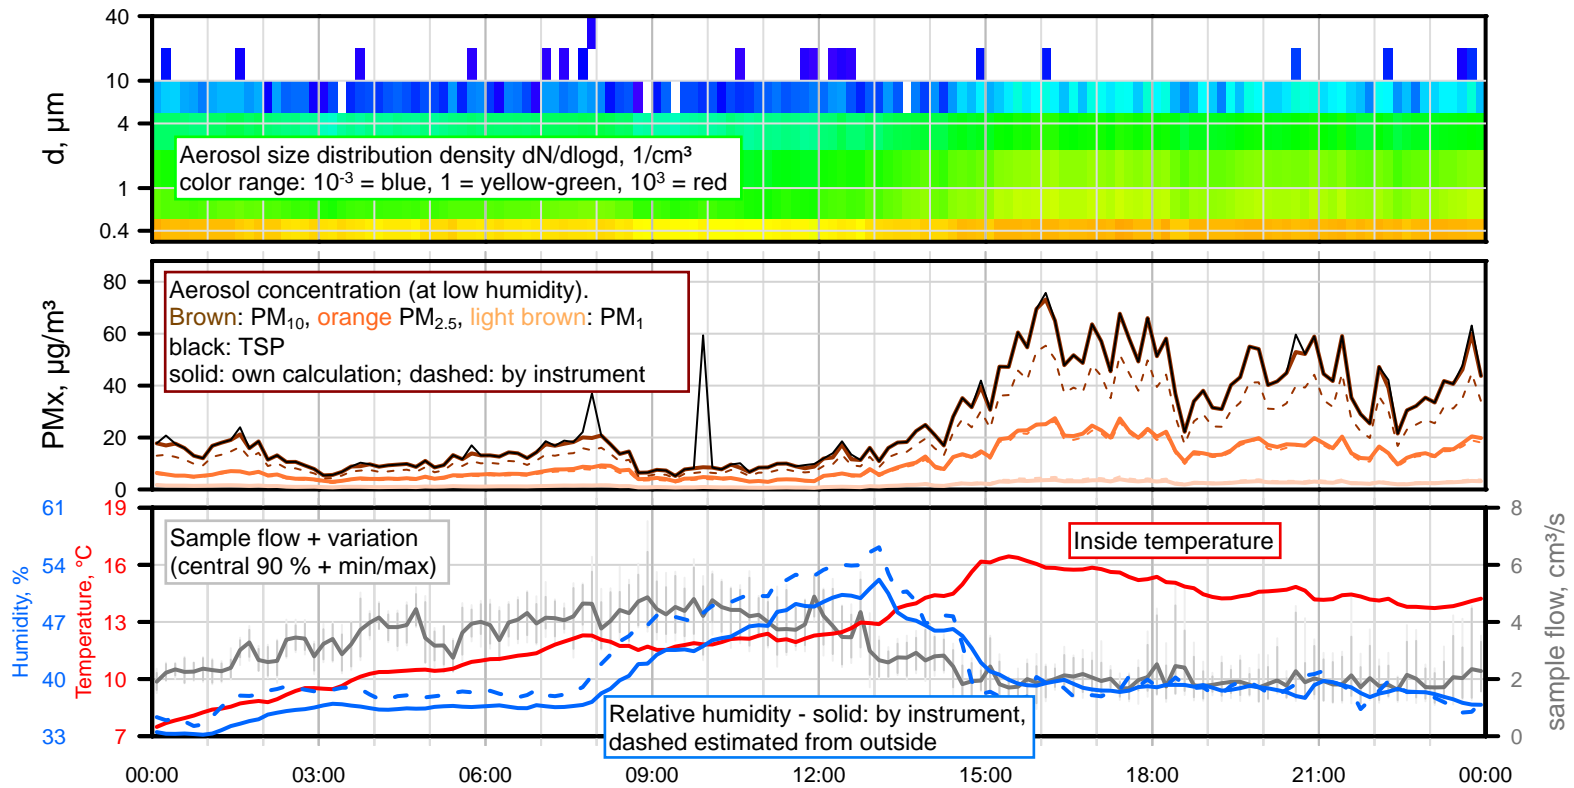 40
10
4
1
0.4
d, µm
Aerosol size distribution density dN/dlogd, 1/cm³
color range: 10⁻³ = blue, 1 = yellow-green, 10³ = red
80
60
40
20
0
PMx, µg/m³
Aerosol concentration (at low humidity).
Brown: PM₁₀, orange PM₂.₅, light brown: PM₁
black: TSP
solid: own calculation; dashed: by instrument
61
54
47
40
33
Humidity, %
19
16
13
10
7
Temperature, °C
Sample flow + variation
(central 90 % + min/max)
Inside temperature
Relative humidity - solid: by instrument,
dashed estimated from outside
8
6
4
2
0
sample flow, cm³/s
00:00 03:00 06:00 09:00 12:00 15:00 18:00 21:00 00:00